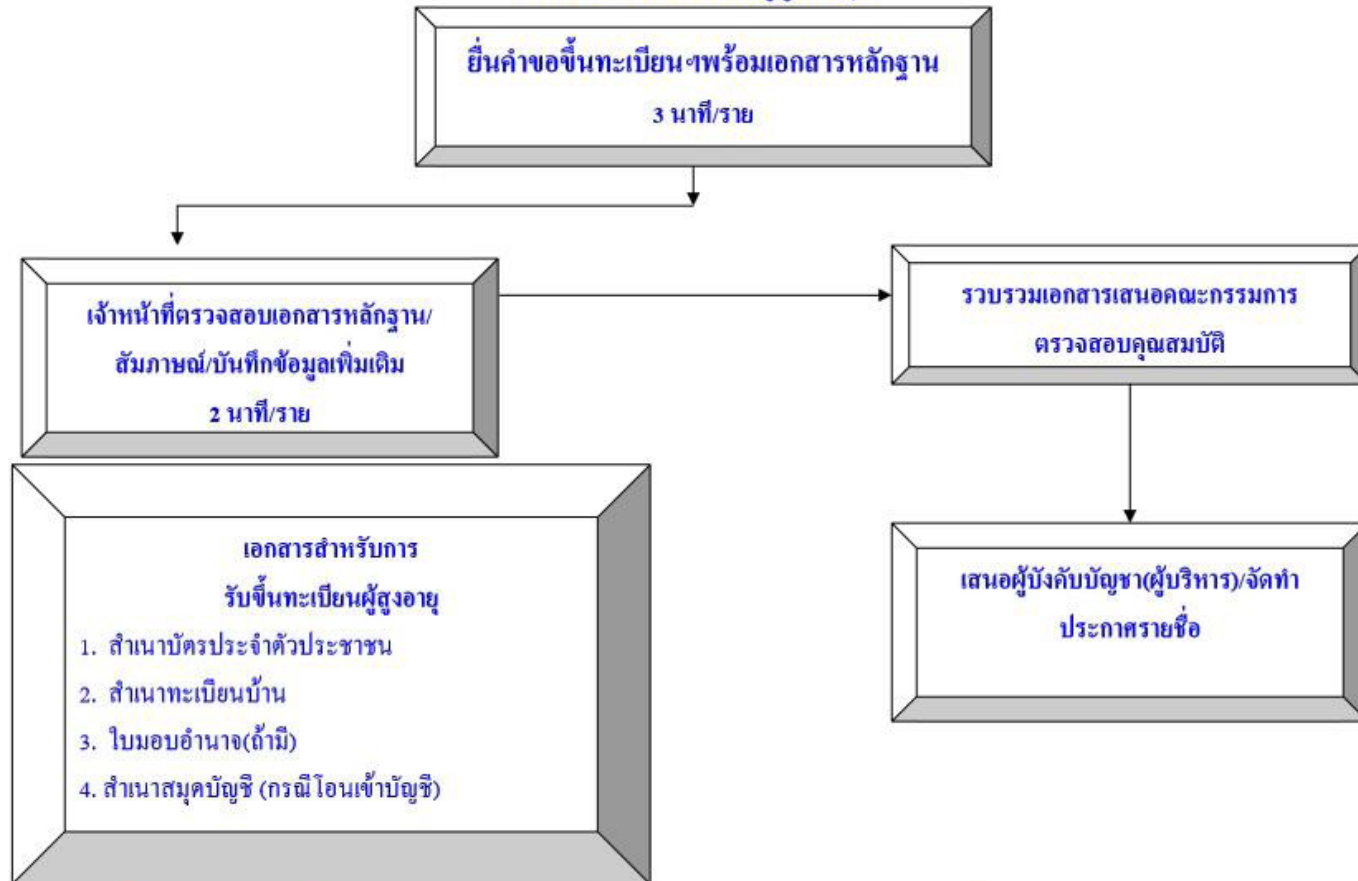 ยื่นคำขอขึ้นทะเบียนฯพร้อมเอกสารหลักฐาน
3 นาที/ราย
เจ้าหน้าที่ตรวจสอบเอกสารหลักฐาน/
สัมภาษณ์/บันทึกข้อมูลเพิ่มเติม
2 นาที/ราย
รวบรวมเอกสารเสนอคณะกรรมการ
ตรวจสอบคุณสมบัติ
เสนอผู้บังคับบัญชา(ผู้บริหาร)/จัดทำ
ประกาศรายชื่อ
เอกสารสำหรับการ
รับขึ้นทะเบียนผู้สูงอายุ
1. สำเนาบัตรประจำตัวประชาชน
2. สำเนาทะเบียนบ้าน
3. ใบมอบอำนาจ(ถ้ามี)
4. สำเนาสมุดบัญชี (กรณีโอนเข้าบัญชี)